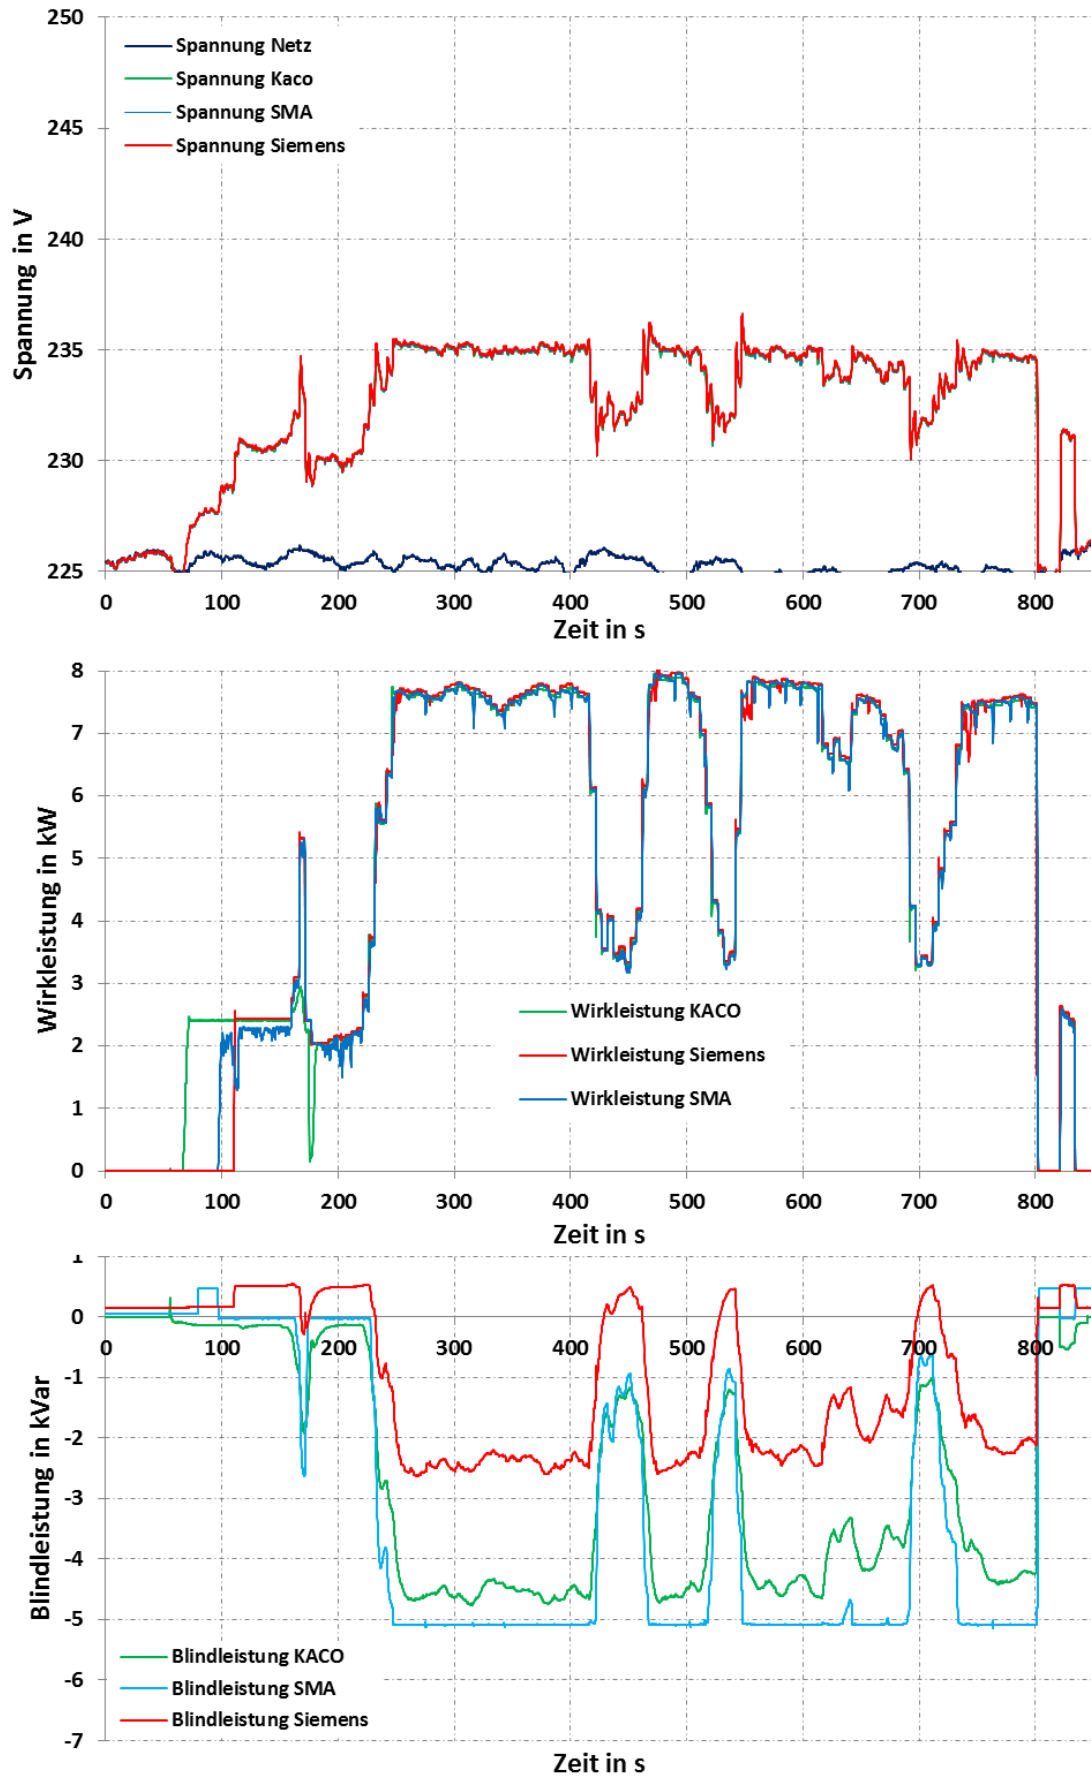 250
245
240
235
230
225
Spannung in V
Spannung Netz
Spannung Kaco
Spannung SMA
Spannung Siemens
0 100 200 300 400 500 600 700 800
Zeit in s
8
7
6
5
4
3
2
1
0
Wirkleistung in kW
Wirkleistung KACO
Wirkleistung Siemens
Wirkleistung SMA
0 100 200 300 400 500 600 700 800
Zeit in s
1
0
-1
-2
-3
-4
-5
-6
-7
Blindleistung in kVar
0 100 200 300 400 500 600 700 800
Blindleistung KACO
Blindleistung SMA
Blindleistung Siemens
Zeit in s